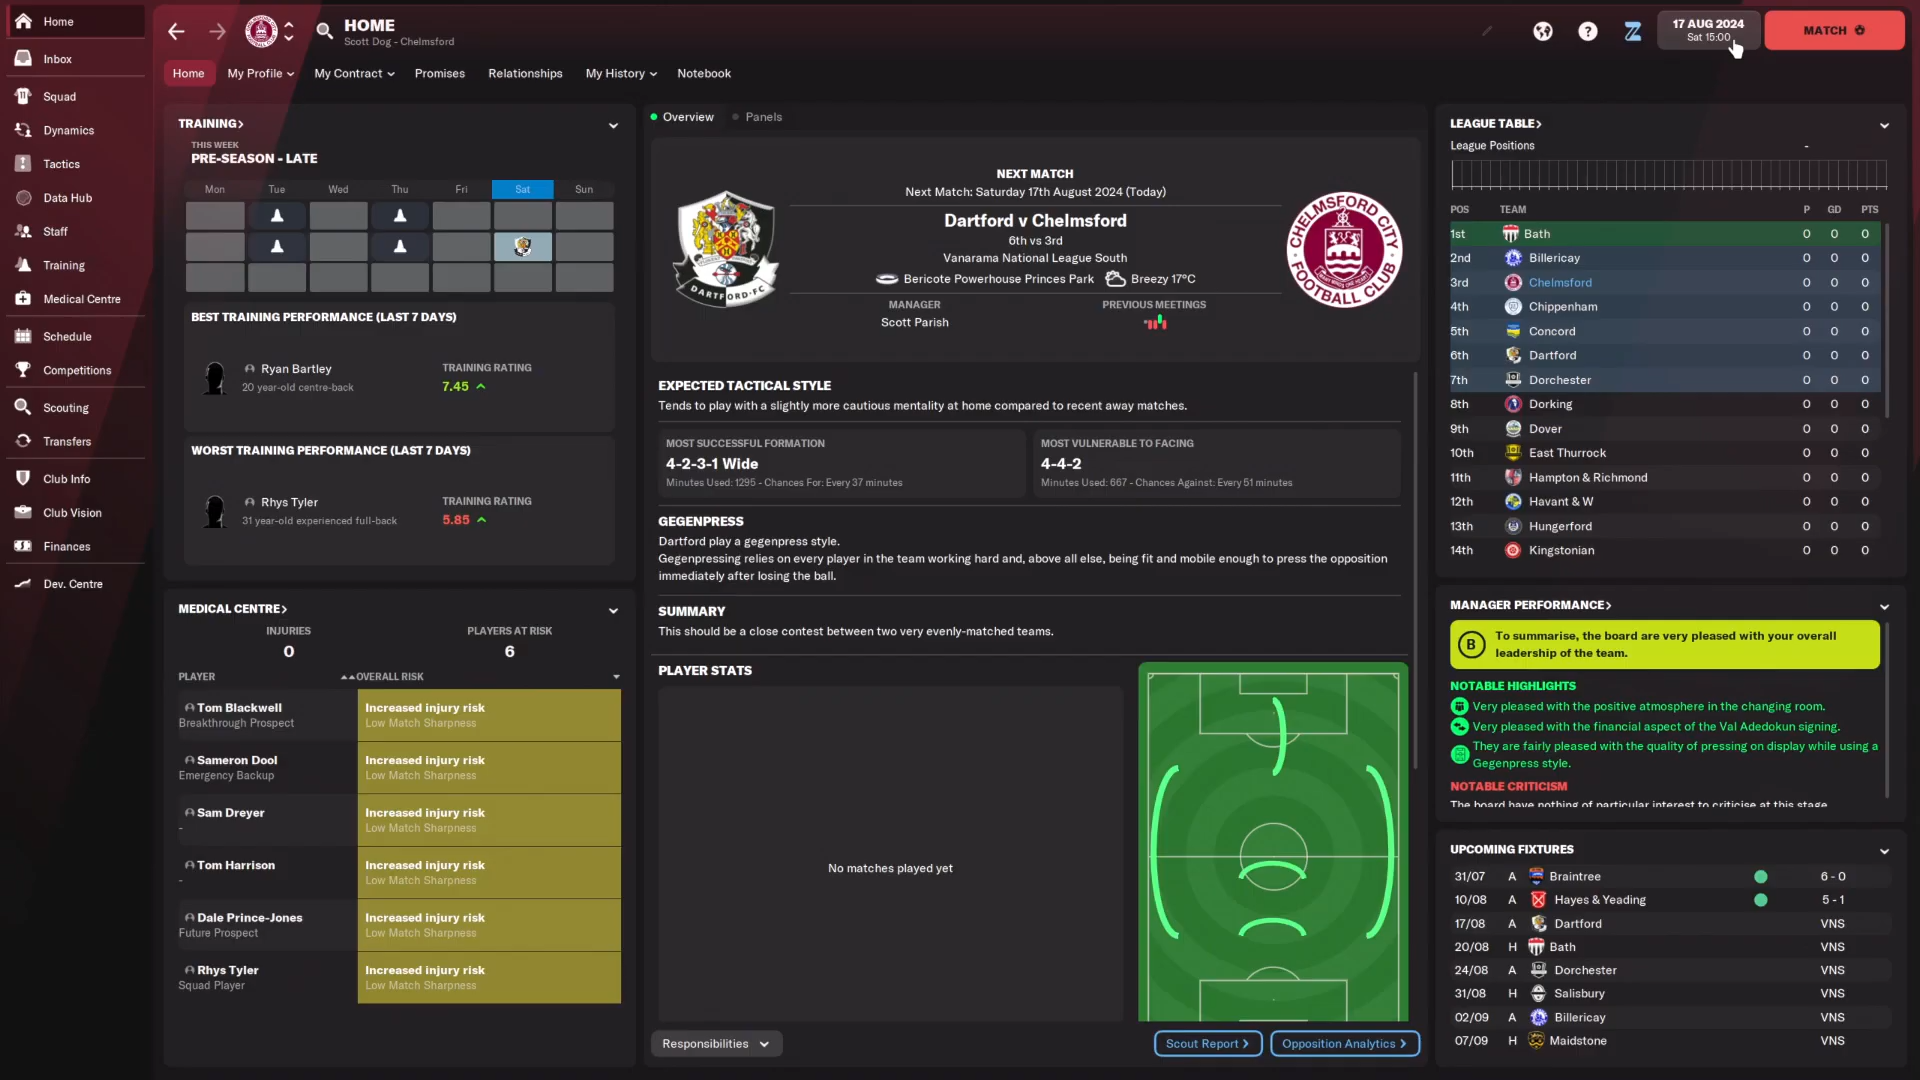 Home
Inbox
Squad
Dynamics
Tactics
Data Hub
Staff
Training
Medical Centre
Schedule
Competitions
Scouting
Transfers
Club Info
Club Vision
Finances
Dev. Centre
HOME
Scott Dog - Chelmsford
17 AUG 2024
Sat 15:00
MATCH
Home
My Profile
My Contract
Promises
Relationships
My History
Notebook
TRAINING>
THIS WEEK
PRE-SEASON - LATE
Mon Tue Wed Thu Fri Sat Sun
BEST TRAINING PERFORMANCE (LAST 7 DAYS)
Ryan Bartley
20 year-old centre-back
TRAINING RATING
7.45
WORST TRAINING PERFORMANCE (LAST 7 DAYS)
Rhys Tyler
31 year-old experienced full-back
TRAINING RATING
5.85
MEDICAL CENTRE>
INJURIES
0
PLAYERS AT RISK
6
PLAYER OVERALL RISK
Tom Blackwell
Breakthrough Prospect
Increased injury risk
Low Match Sharpness
Sameron Dool
Emergency Backup
Increased injury risk
Low Match Sharpness
Sam Dreyer
-
Increased injury risk
Low Match Sharpness
Tom Harrison
-
Increased injury risk
Low Match Sharpness
Dale Prince-Jones
Future Prospect
Increased injury risk
Low Match Sharpness
Rhys Tyler
Squad Player
Increased injury risk
Low Match Sharpness
Overview
Panels
DARTFORD FC
NEXT MATCH
Next Match: Saturday 17th August 2024 (Today)
Dartford v Chelmsford
6th vs 3rd
Vanarama National League South
Bericote Powerhouse Princes Park Breezy 17°C
MANAGER
Scott Parish
PREVIOUS MEETINGS
CHELMSFORD CITY
FOOTBALL CLUB
EXPECTED TACTICAL STYLE
Tends to play with a slightly more cautious mentality at home compared to recent away matches.
MOST SUCCESSFUL FORMATION
4-2-3-1 Wide
Minutes Used: 1295 - Chances For: Every 37 minutes
MOST VULNERABLE TO FACING
4-4-2
Minutes Used: 667 - Chances Against: Every 51 minutes
GEGENPRESS
Dartford play a gegenpress style.
Gegenpressing relies on every player in the team working hard and, above all else, being fit and mobile enough to press the opposition
immediately after losing the ball.
SUMMARY
This should be a close contest between two very evenly-matched teams.
PLAYER STATS
No matches played yet
Responsibilities
Scout Report >
Opposition Analytics >
LEAGUE TABLE>
League Positions -
POS TEAM P GD PTS
1st Bath 0 0 0
2nd Billericay 0 0 0
3rd Chelmsford 0 0 0
4th Chippenham 0 0 0
5th Concord 0 0 0
6th Dartford 0 0 0
7th Dorchester 0 0 0
8th Dorking 0 0 0
9th Dover 0 0 0
10th East Thurrock 0 0 0
11th Hampton & Richmond 0 0 0
12th Havant & W 0 0 0
13th Hungerford 0 0 0
14th Kingstonian 0 0 0
MANAGER PERFORMANCE>
B
To summarise, the board are very pleased with your overall
leadership of the team.
NOTABLE HIGHLIGHTS
Very pleased with the positive atmosphere in the changing room.
Very pleased with the financial aspect of the Val Adedokun signing.
They are fairly pleased with the quality of pressing on display while using a
Gegenpress style.
NOTABLE CRITICISM
The board have nothing of particular interest to criticise at this stage
UPCOMING FIXTURES
31/07 A Braintree 6 - 0
10/08 A Hayes & Yeading 5 - 1
17/08 A Dartford VNS
20/08 H Bath VNS
24/08 A Dorchester VNS
31/08 H Salisbury VNS
02/09 A Billericay VNS
07/09 H Maidstone VNS